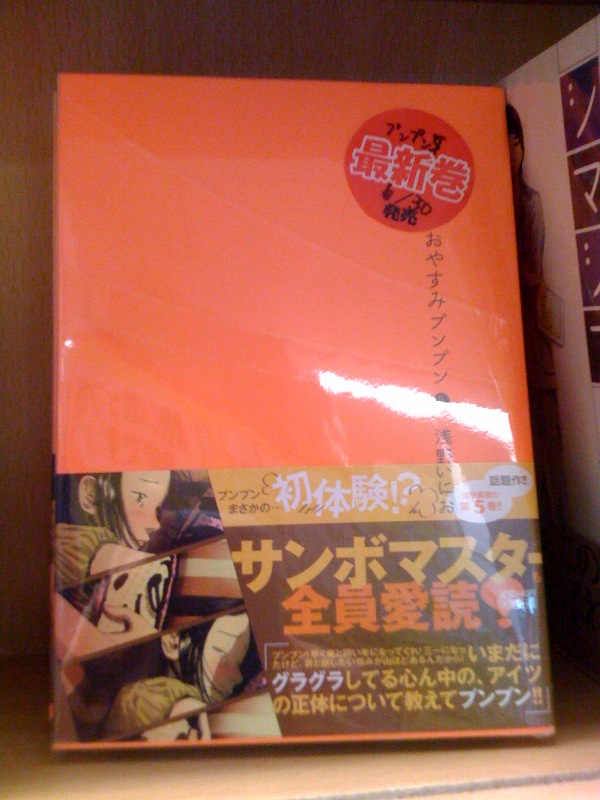 最新巻
6/30
発売
おやすみプンプン
浅野いにお
プンプン
まさかの…
初体験!?
話題作!!
第5巻!!
サンボマスター
全員愛読
いまだに
グラグラしてる心ん中の、アイツ
の正体について教えてプンプン!!」